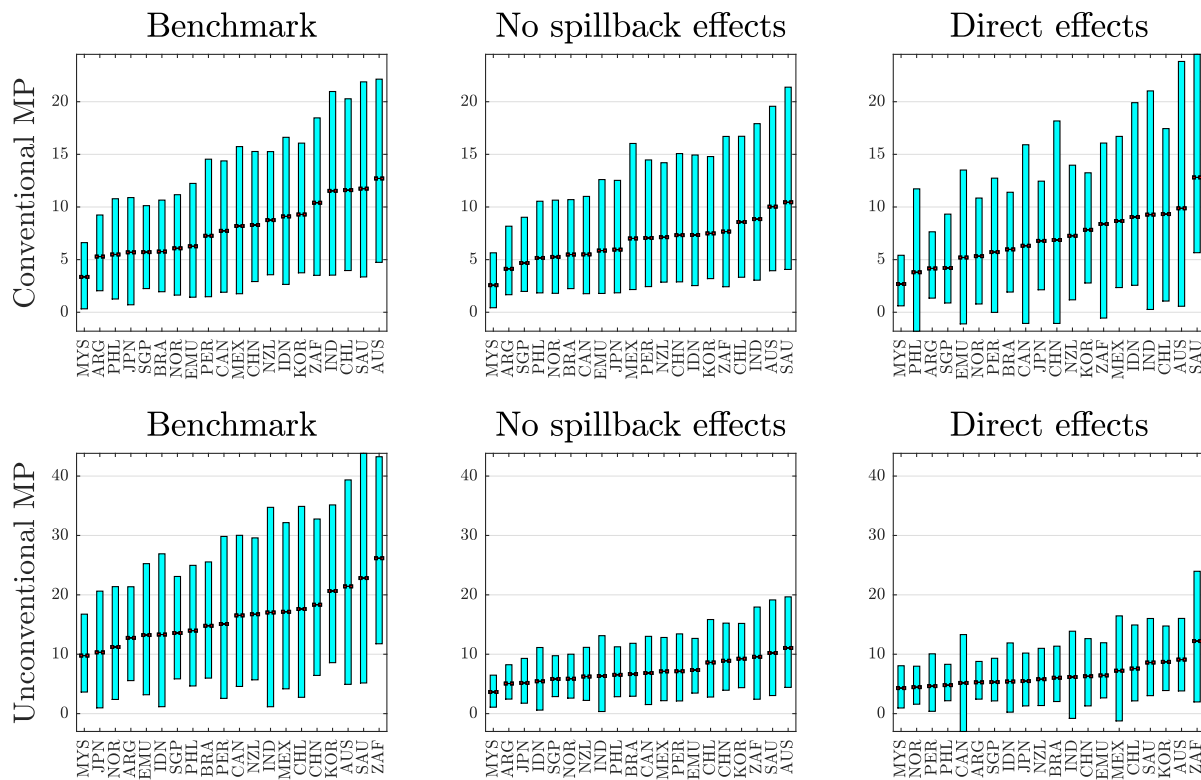 Benchmark
No spillback effects
Direct effects
Conventional MP
20
15
10
5
0
MYS ARG PHL JPN SGP BRA NOR EMU PER CAN MEX CHN NZL IDN KOR ZAF IND CHL SAU AUS
20
15
10
5
0
MYS ARG SGP PHL NOR BRA CAN EMU JPN MEX PER NZL CHN IDN KOR ZAF CHL IND AUS SAU
20
15
10
5
0
MYS PHL ARG SGP EMU NOR PER BRA CAN JPN CHN NZL KOR ZAF MEX IDN IND CHL AUS SAU
Benchmark
No spillback effects
Direct effects
Unconventional MP
40
30
20
10
0
MYS JPN NOR ARG EMU IDN SGP PHL BRA PER CAN NZL IND MEX CHL CHN KOR AUS SAU ZAF
40
30
20
10
0
MYS ARG JPN IDN SGP NOR NZL IND PHL BRA CAN MEX PER EMU CHL CHN KOR ZAF SAU AUS
40
30
20
10
0
MYS NOR PER PHL CAN ARG SGP IDN JPN NZL BRA IND CHN EMU MEX CHL SAU KOR AUS ZAF